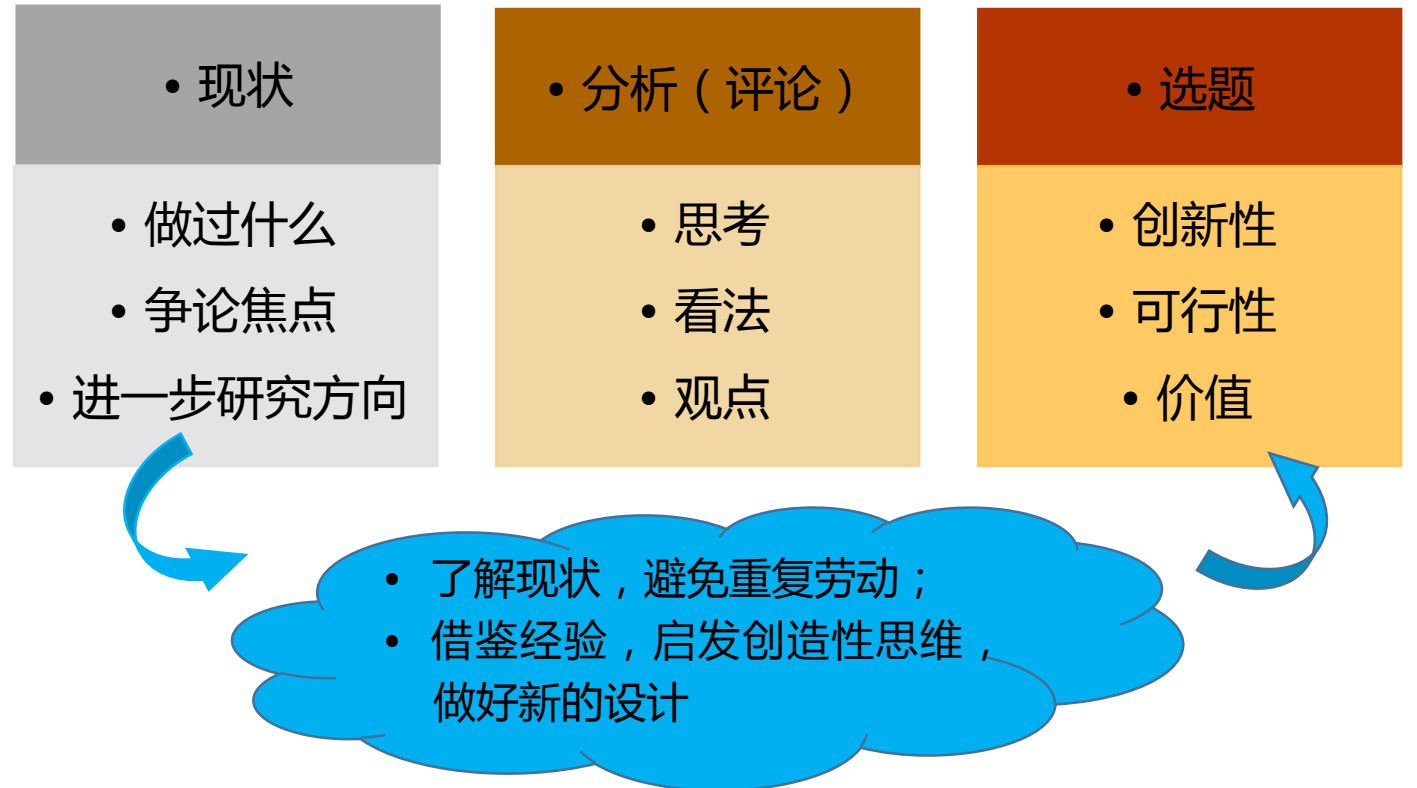 • 现状
• 做过什么
• 争论焦点
• 进一步研究方向
• 分析（评论）
• 思考
• 看法
• 观点
• 选题
• 创新性
• 可行性
• 价值
• 了解现状，避免重复劳动；
• 借鉴经验，启发创造性思维，
做好新的设计